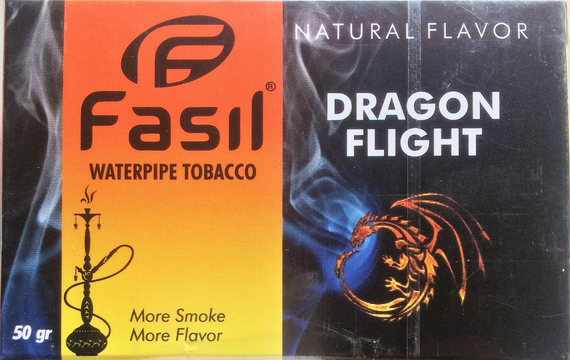 Fasil®
WATERPIPE TOBACCO
More Smoke
More Flavor
50 gr
NATURAL FLAVOR
DRAGON
FLIGHT